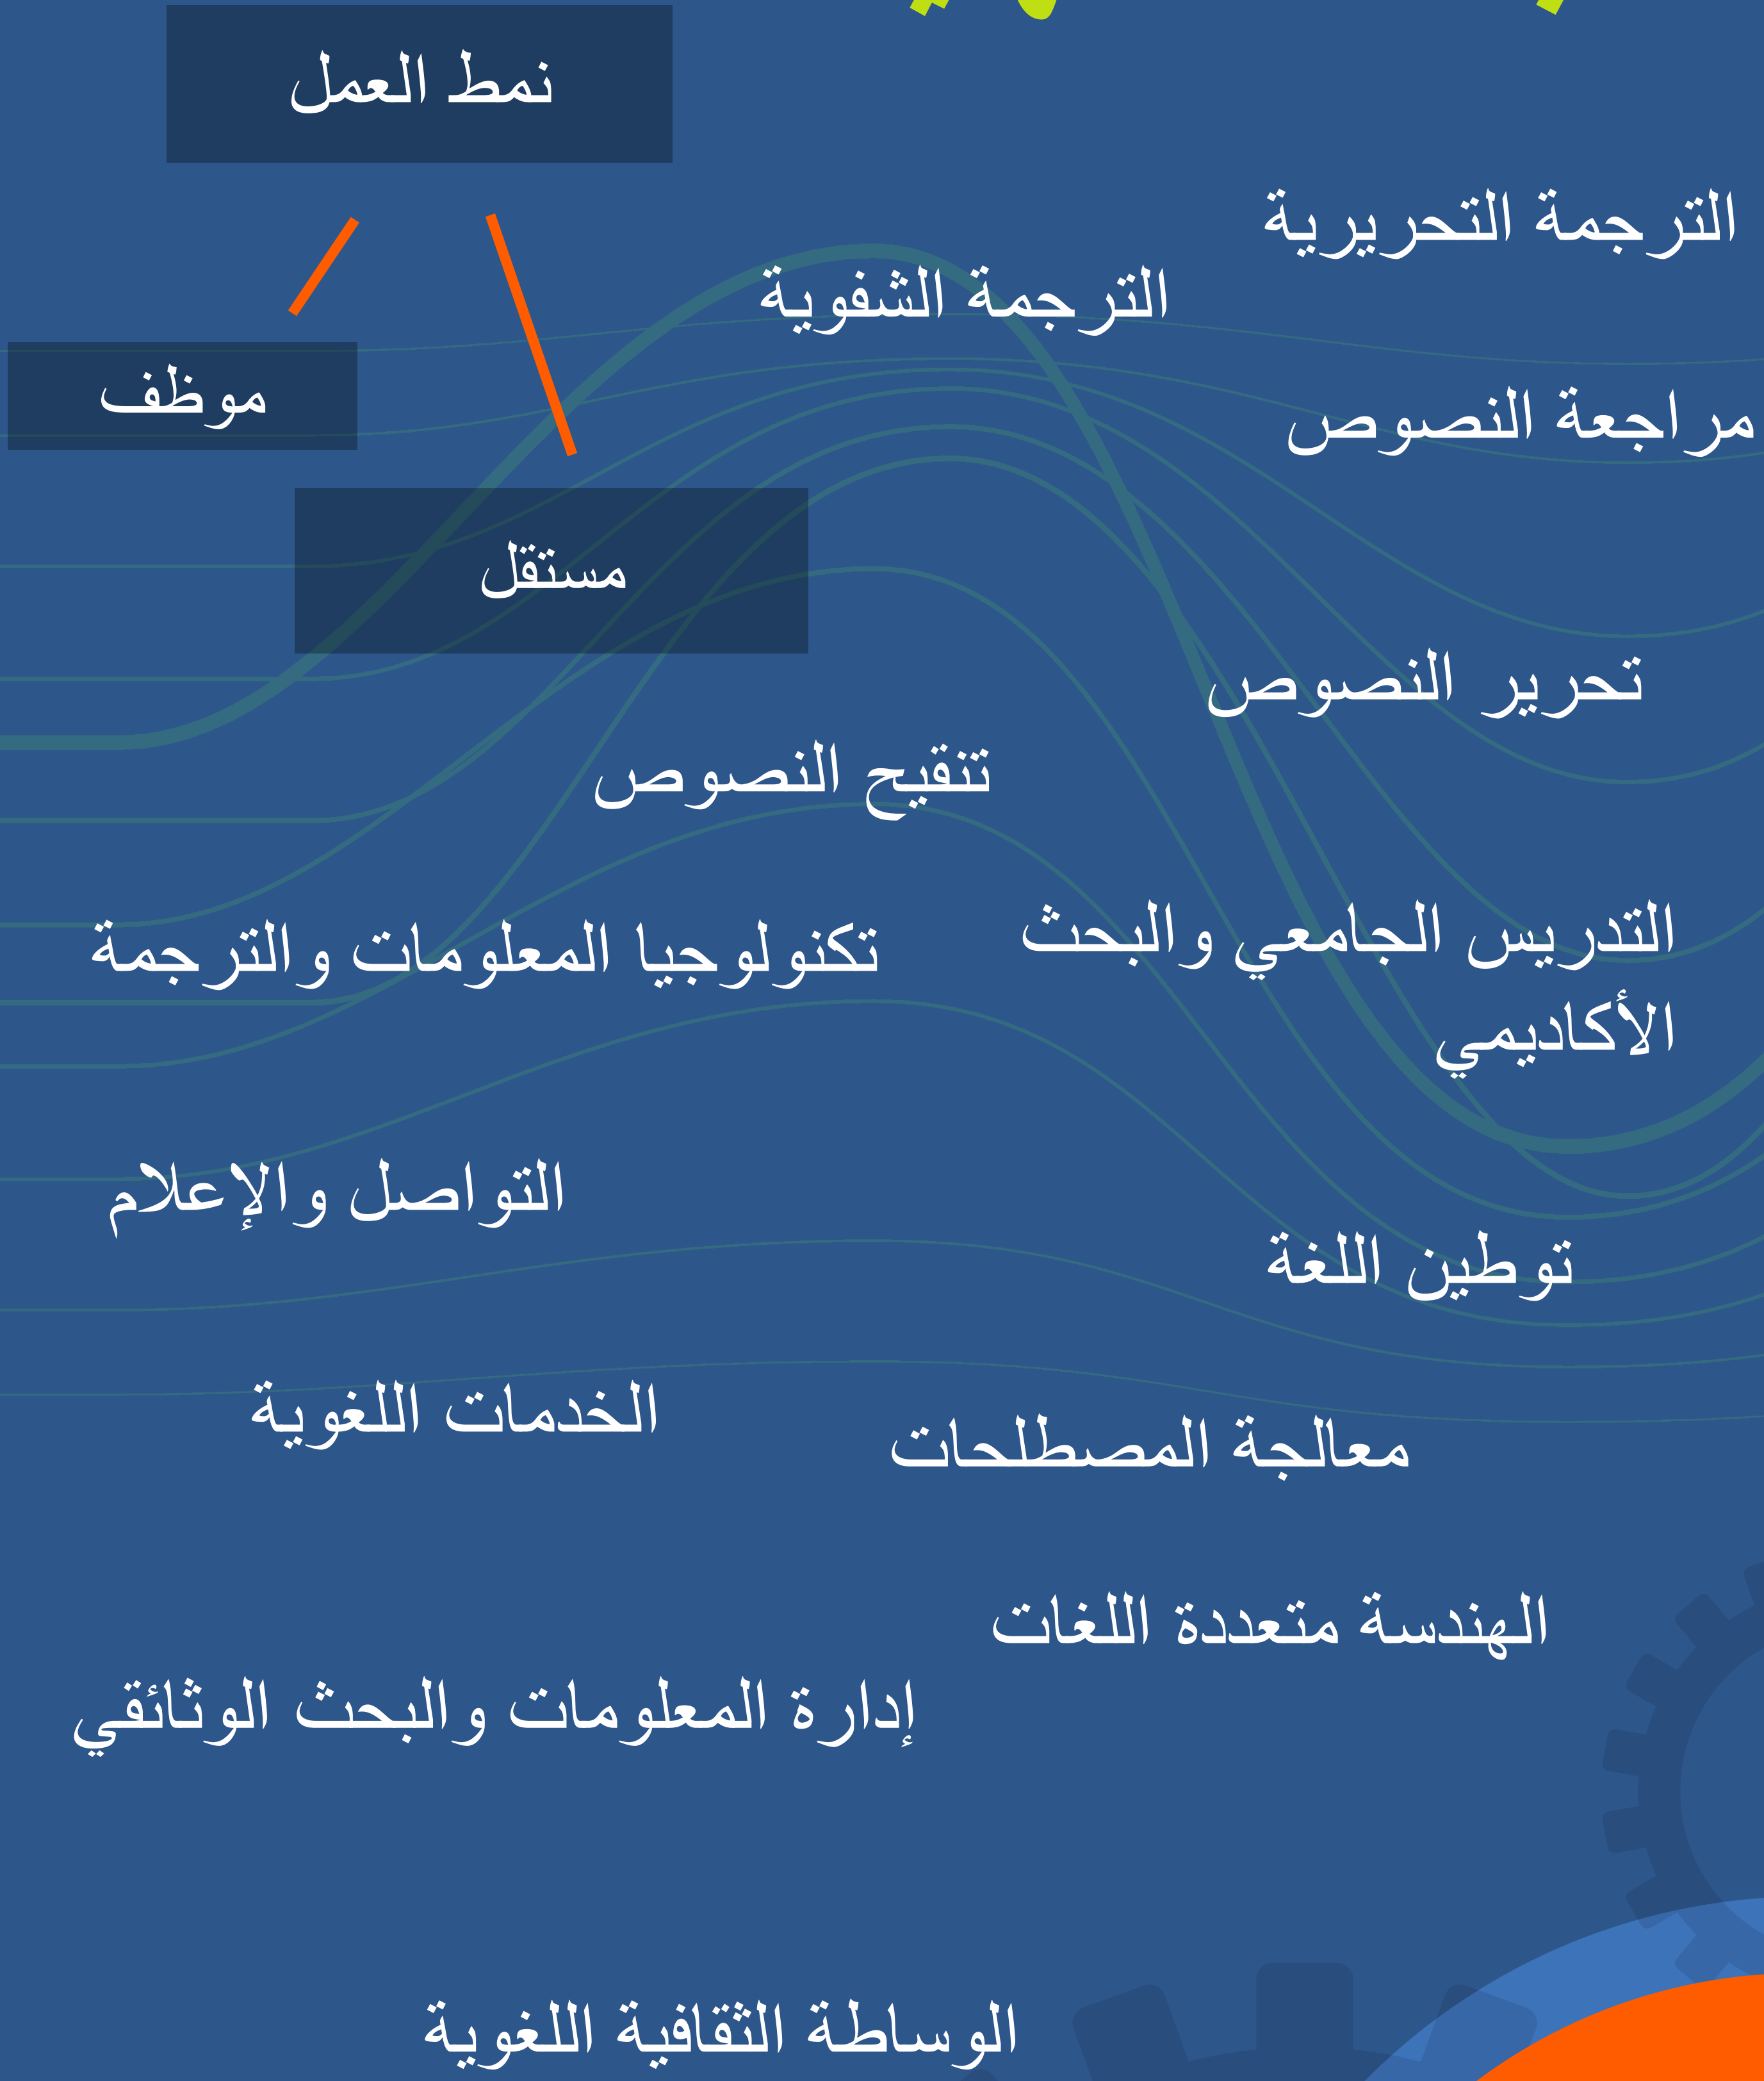 نمط العمل
الترجمة التحريرية
الترجمة الشفوية
موظف
مراجعة النصوص
مستقل
تحرير النصوص
تنقيح النصوص
التدريس الجامعي والبحث
الأكاديمي
تكنولوجيا المعلومات والترجمة
التواصل والإعلام
توطين اللغة
الخدمات اللغوية
معالجة المصطلحات
الهندسة متعددة اللغات
إدارة المعلومات والبحث الوثائقي
الوساطة الثقافية اللغوية